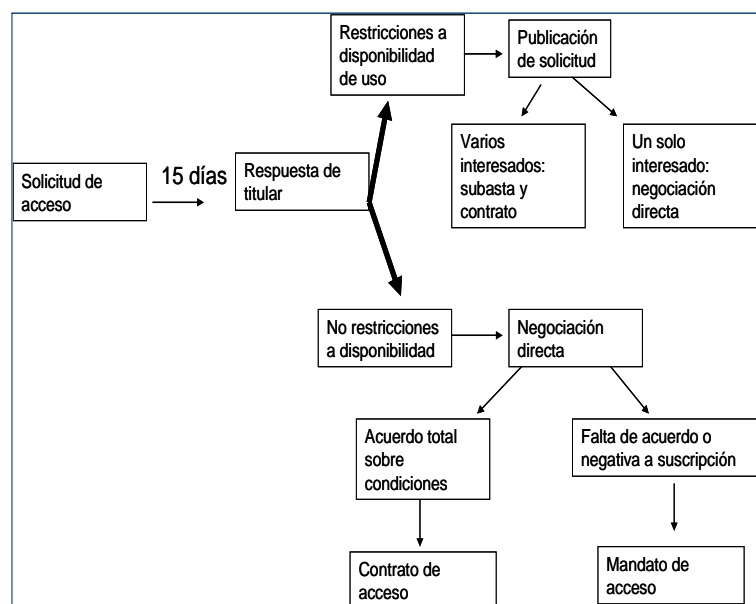 Solicitud de
acceso
15 días
Respuesta de
titular
Restricciones a
disponibilidad
de uso
Publicación
de solicitud
Varios
interesados:
subasta y
contrato
Un solo
interesado:
negociación
directa
No restricciones
a disponibilidad
Negociación
directa
Acuerdo total
sobre
condiciones
Falta de acuerdo o
negativa a suscripción
Contrato de
acceso
Mandato de
acceso